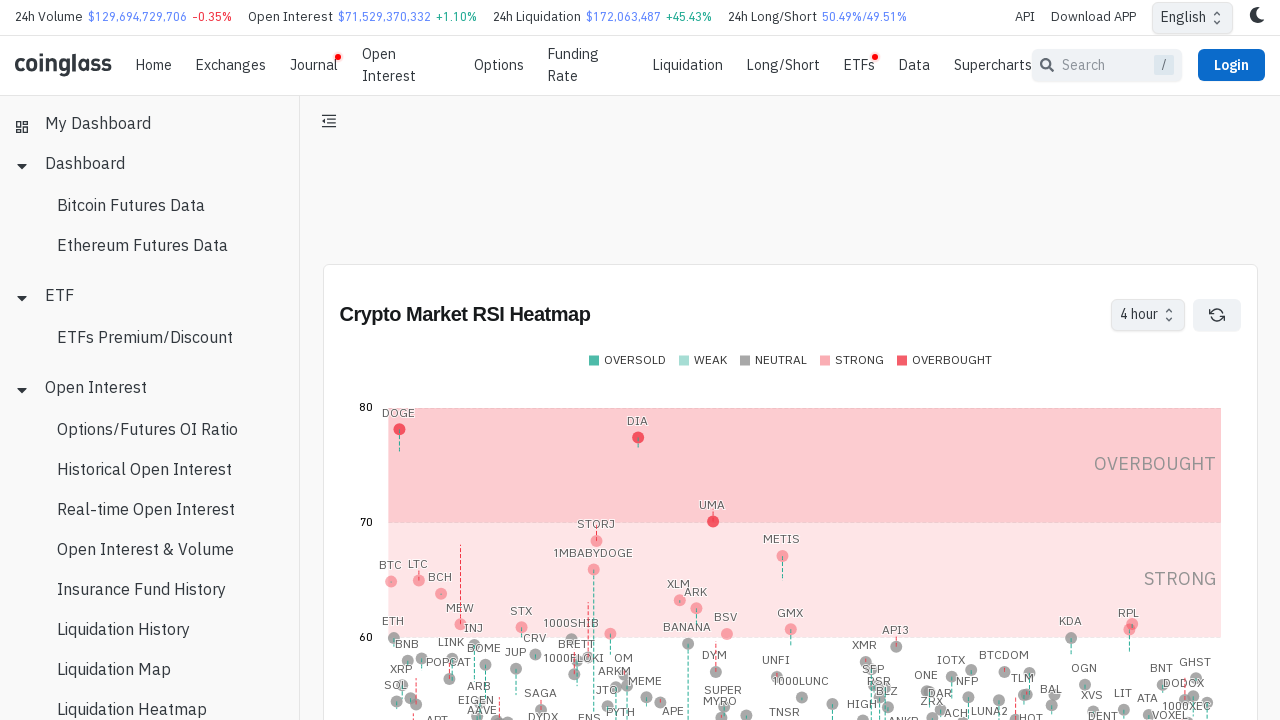 24h Volume $129,694,729,706 -0.35% Open Interest $71,529,370,332 +1.10% 24h Liquidation $172,063,487 +45.43% 24h Long/Short 50.49%/49.51% API Download APP English
coinglass Home Exchanges Journal Open Interest Options Funding Rate Liquidation Long/Short ETFs Data Supercharts Search / Login
My Dashboard
Dashboard
Bitcoin Futures Data
Ethereum Futures Data
ETF
ETFs Premium/Discount
Open Interest
Options/Futures OI Ratio
Historical Open Interest
Real-time Open Interest
Open Interest & Volume
Insurance Fund History
Liquidation History
Liquidation Map
Liquidation Heatmap
Crypto Market RSI Heatmap 4 hour
OVERSOLD WEAK NEUTRAL STRONG OVERBOUGHT
80
DOGE
DIA
OVERBOUGHT
UMA
70
STORJ
METIS
1MBABYDOGE
BTC LTC
BCH
STRONG
XLM
ARK
MEW
STX
GMX
RPL
BSV
ETH
1000SHIB
KDA
INJ
BANANA
API3
60
CRV
BNB
LINK
BRETT
XMR
BOME
JUP
DYM
BTCDOM
1000FLOKI
OM
UNFI
IOTX
POPCAT
GHST
XRP
ARKM
SFP
OGN
BNT
ONE
TLM
SOL
MEME
1000LUNC
RSR
NFP
DODOX
ARB
JTO
SUPER
BLZ
BAL
SAGA
DAR
XVS
LIT
EIGEN
MYRO
ZRX
ATA
HIGH
1000XEC
AAVE
PYTH
APE
TNSR
ACH
LUNA2
DYDX
ENS
DENT
VOXEL
APT
ANKR
HOT